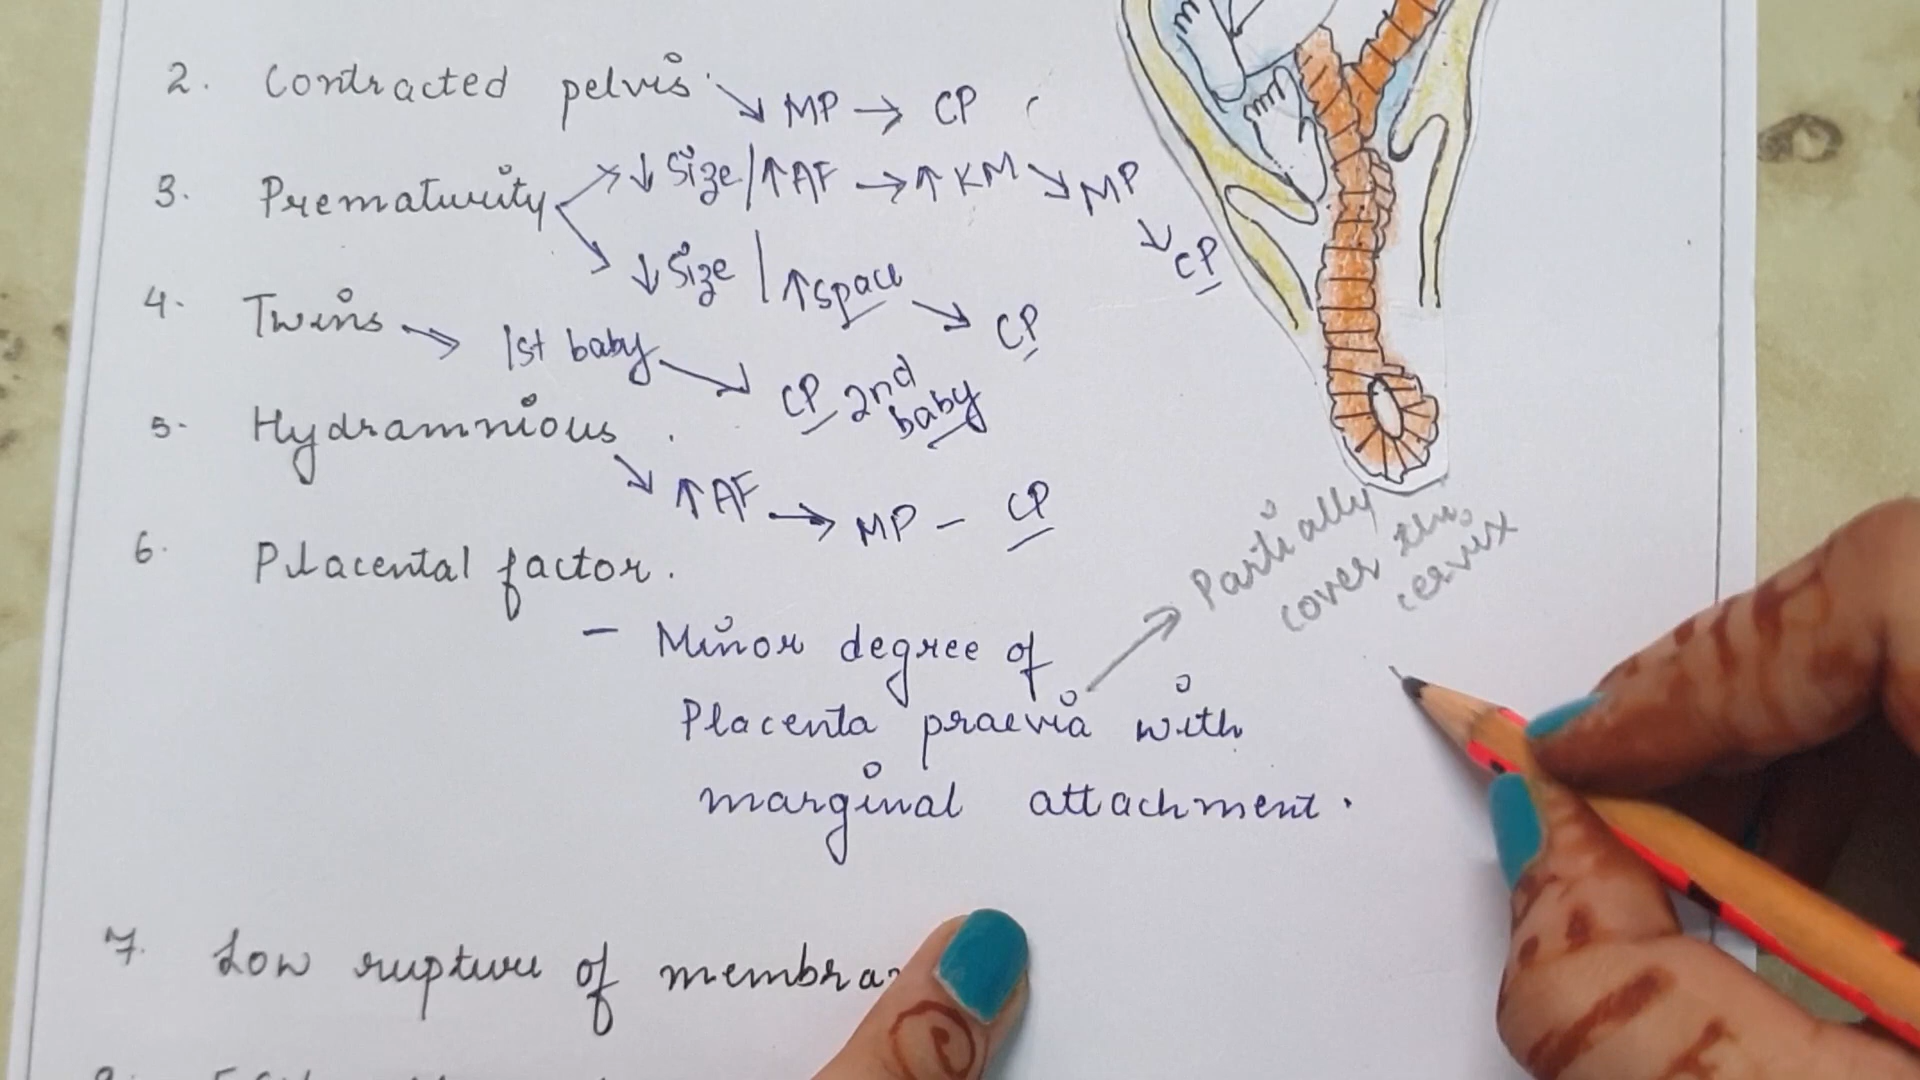 2. Contracted pelvis ↘ MP → CP
3. Prematurity ↗ ↓ Size / ↑ AF → ↑ KM ↘ MP
↓ CP
↘ ↓ Size / ↑ Space ↘ CP
4. Twins → 1st baby → CP 2nd
baby
5. Hydramnious.
↘ ↑ AF → MP - CP
6. Placental factor.
- Minor degree of
Placenta praevia with
marginal attachment.
→ Partially
cover the
cervix
7. Low rupture of membra